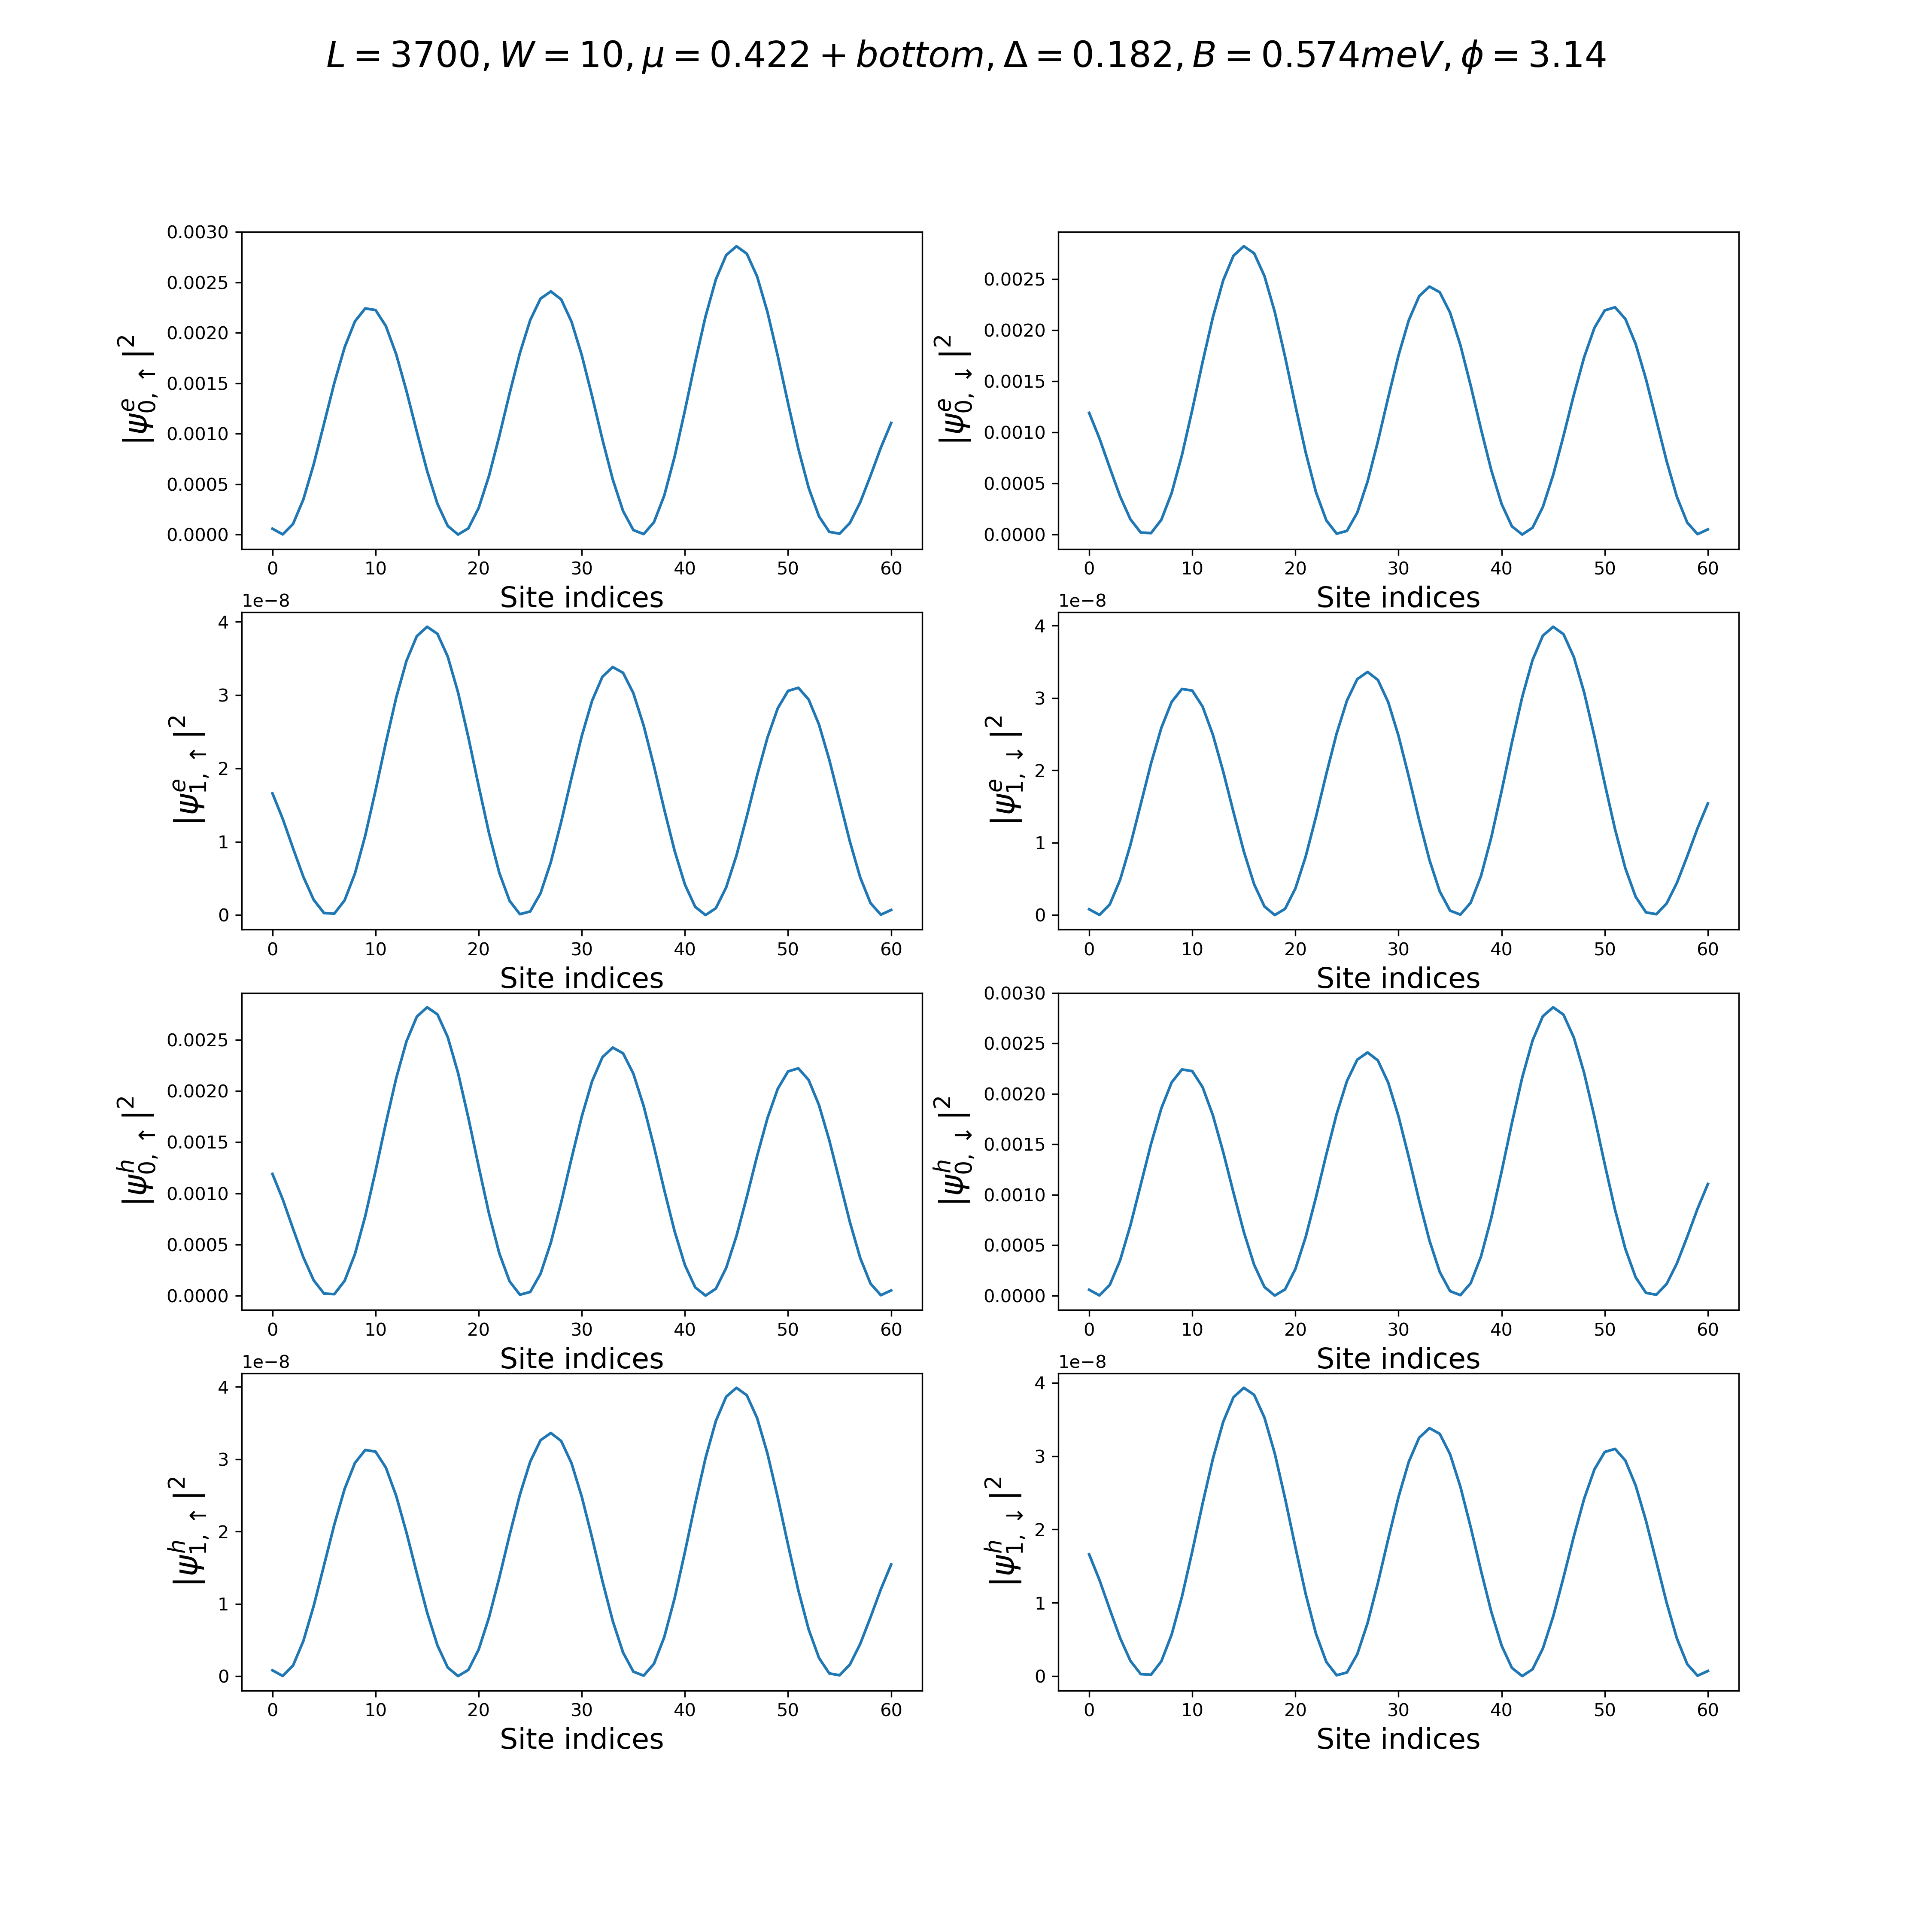 L = 3700, W = 10, μ = 0.422 + bottom, Δ = 0.182, B = 0.574meV, ϕ = 3.14
|ψ^e_{0,↑}|^2
0.0030
0.0025
0.0020
0.0015
0.0010
0.0005
0.0000
0 10 20 30 40 50 60
Site indices
|ψ^e_{0,↓}|^2
0.0025
0.0020
0.0015
0.0010
0.0005
0.0000
0 10 20 30 40 50 60
Site indices
1e−8
|ψ^e_{1,↑}|^2
4
3
2
1
0
0 10 20 30 40 50 60
Site indices
1e−8
|ψ^e_{1,↓}|^2
4
3
2
1
0
0 10 20 30 40 50 60
Site indices
|ψ^h_{0,↑}|^2
0.0025
0.0020
0.0015
0.0010
0.0005
0.0000
0 10 20 30 40 50 60
Site indices
|ψ^h_{0,↓}|^2
0.0030
0.0025
0.0020
0.0015
0.0010
0.0005
0.0000
0 10 20 30 40 50 60
Site indices
1e−8
|ψ^h_{1,↑}|^2
4
3
2
1
0
0 10 20 30 40 50 60
Site indices
1e−8
|ψ^h_{1,↓}|^2
4
3
2
1
0
0 10 20 30 40 50 60
Site indices